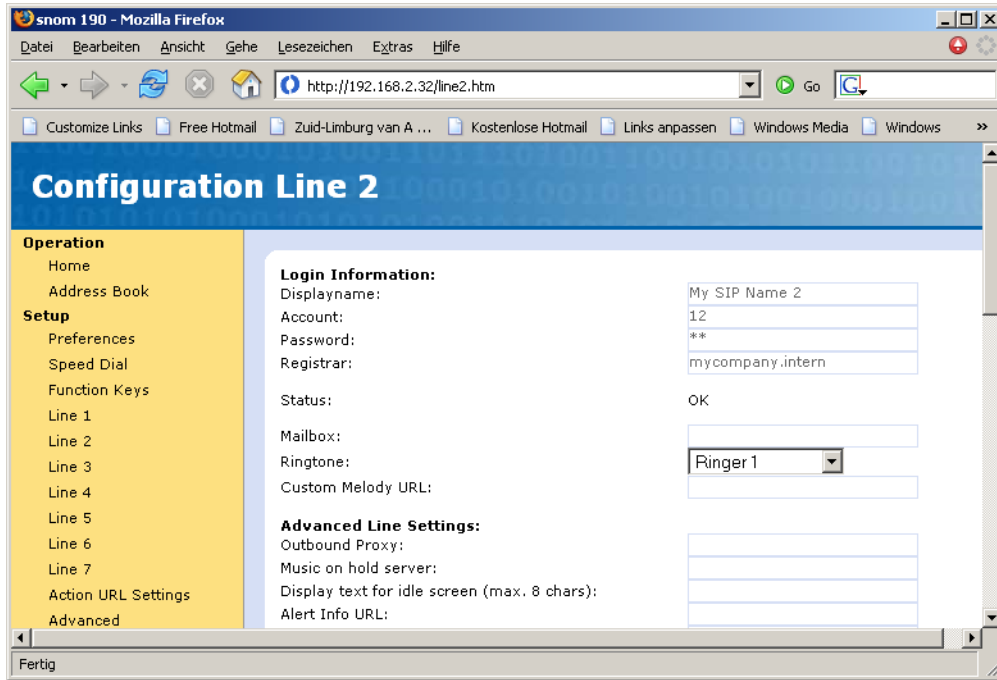 snom 190 - Mozilla Firefox
Datei Bearbeiten Ansicht Gehe Lesezeichen Extras Hilfe
http://192.168.2.32/line2.htm Go G
Customize Links Free Hotmail Zuid-Limburg van A ... Kostenlose Hotmail Links anpassen Windows Media Windows »
Configuration Line 2
Operation
Home
Address Book
Setup
Preferences
Speed Dial
Function Keys
Line 1
Line 2
Line 3
Line 4
Line 5
Line 6
Line 7
Action URL Settings
Advanced
Login Information:
Displayname: My SIP Name 2
Account: 12
Password: **
Registrar: mycompany.intern
Status: OK
Mailbox:
Ringtone: Ringer 1
Custom Melody URL:
Advanced Line Settings:
Outbound Proxy:
Music on hold server:
Display text for idle screen (max. 8 chars):
Alert Info URL:
Fertig